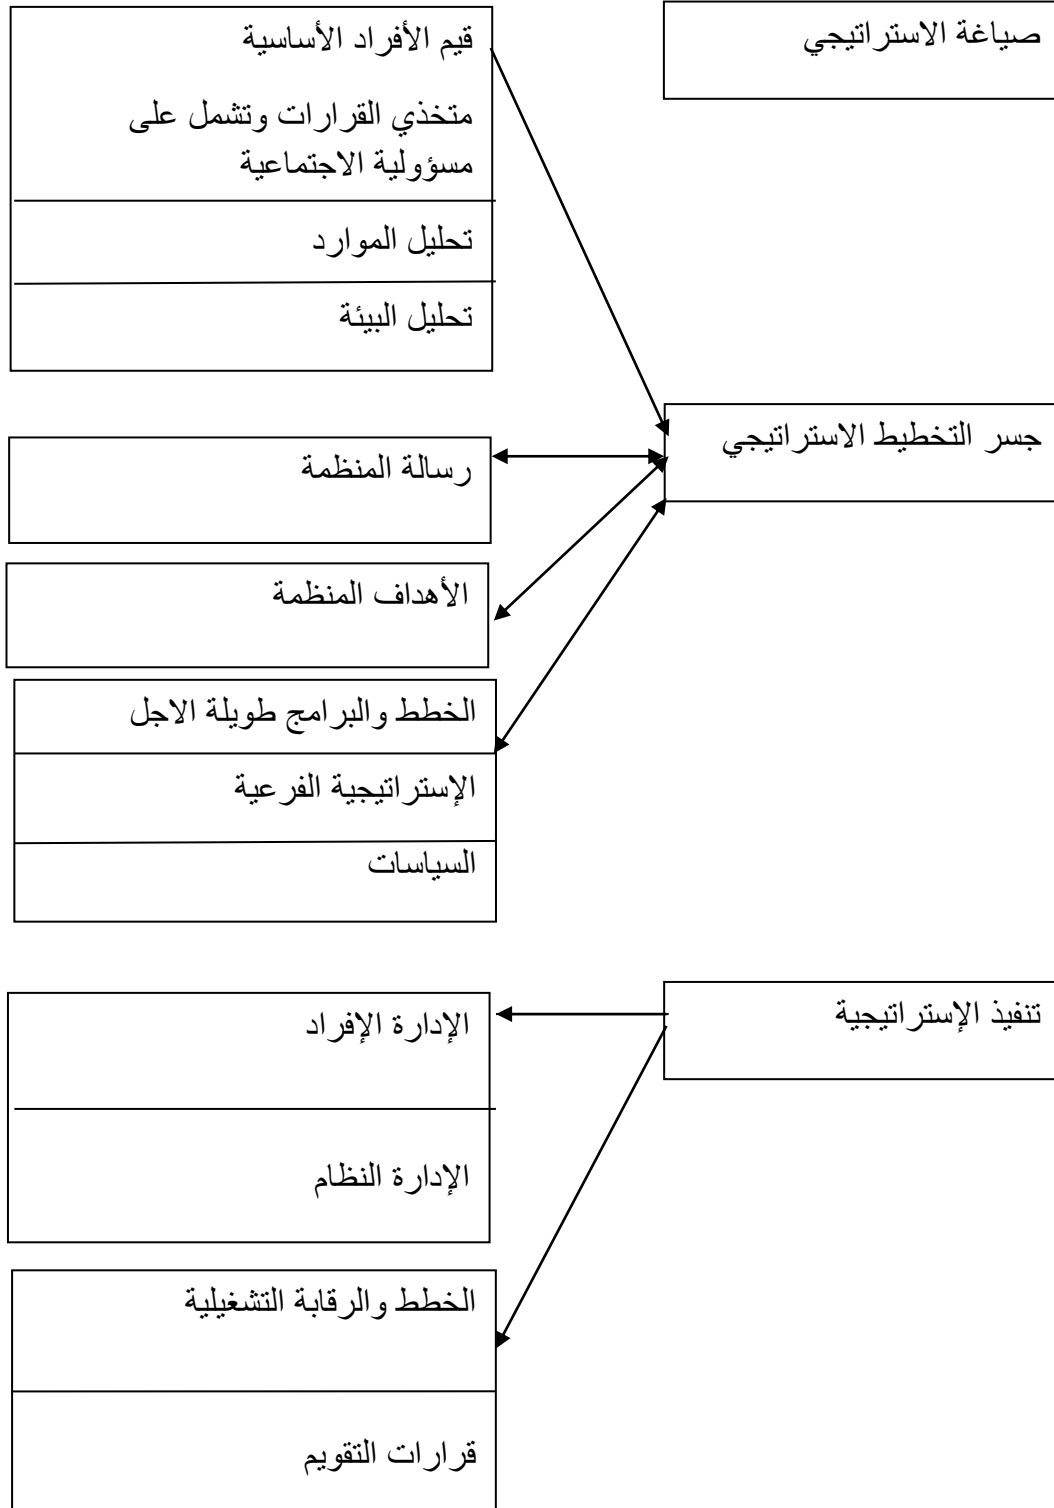 صياغة الاستراتيجي
قيم الأفراد الأساسية
متخذي القرارات وتشمل على
مسؤولية الاجتماعية
تحليل الموارد
تحليل البيئة
جسر التخطيط الاستراتيجي
رسالة المنظمة
الأهداف المنظمة
الخطط والبرامج طويلة الاجل
الإستراتيجية الفرعية
السياسات
تنفيذ الإستراتيجية
الإدارة الإفراد
الإدارة النظام
الخطط والرقابة التشغيلية
قرارات التقويم